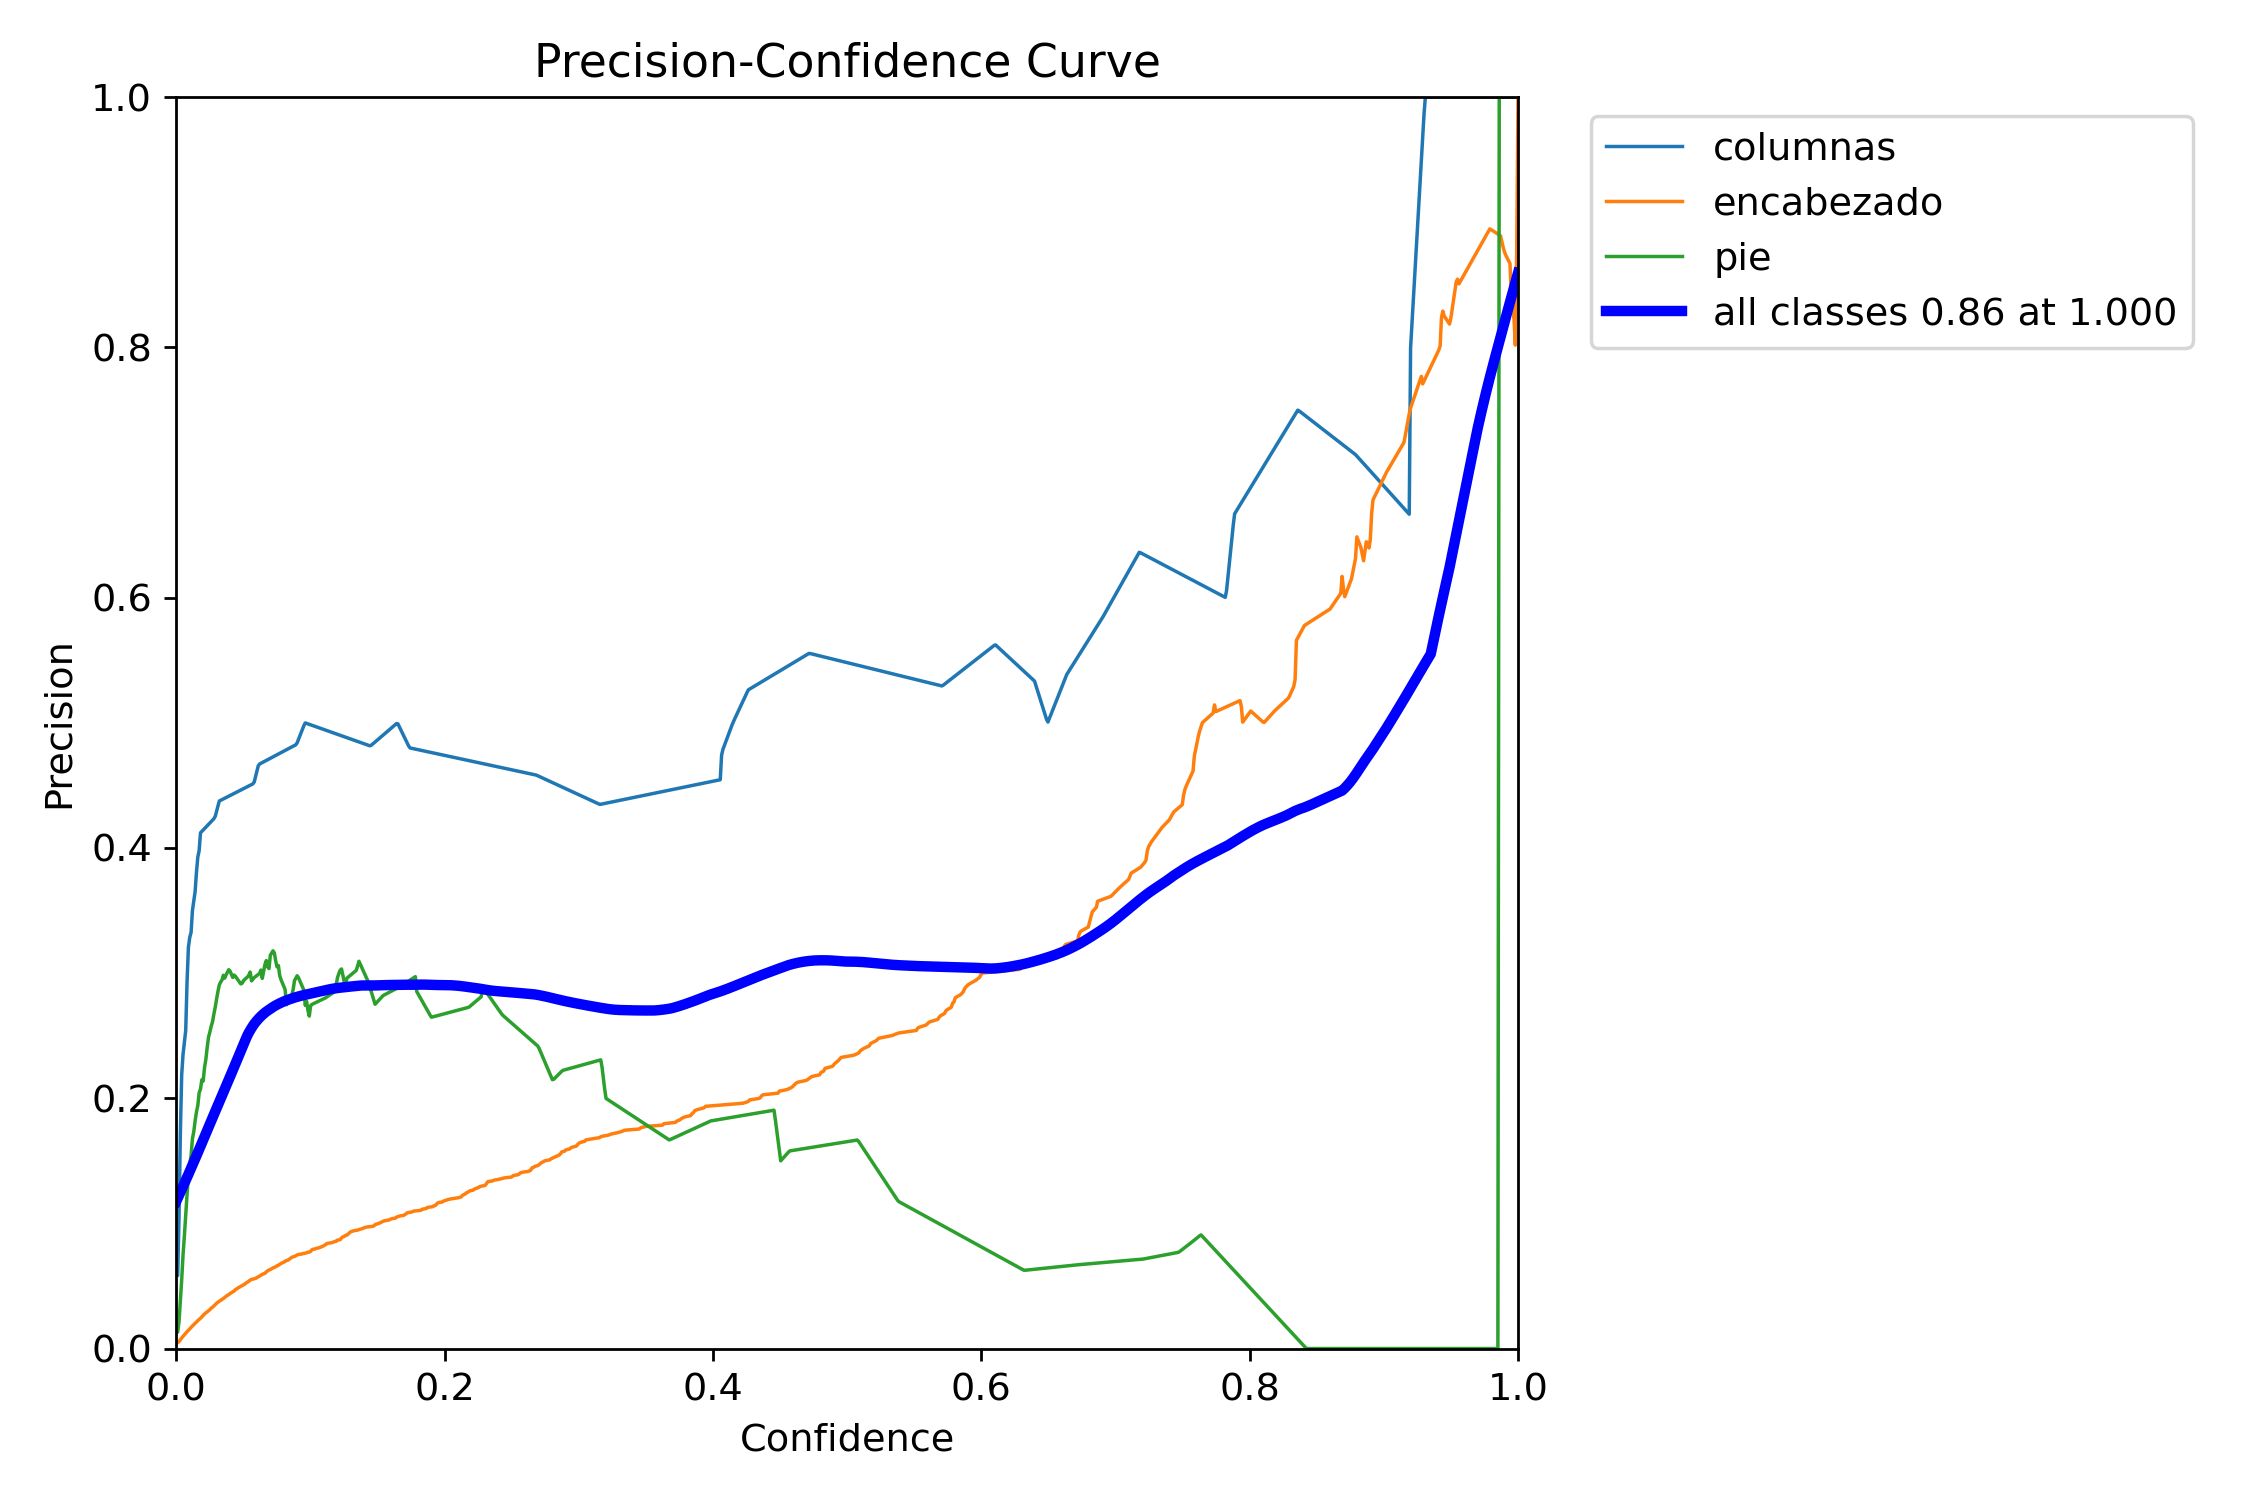 Precision-Confidence Curve
1.0
0.8
0.6
0.4
0.2
0.0
Precision
0.0 0.2 0.4 0.6 0.8 1.0
Confidence
columnas
encabezado
pie
all classes 0.86 at 1.000